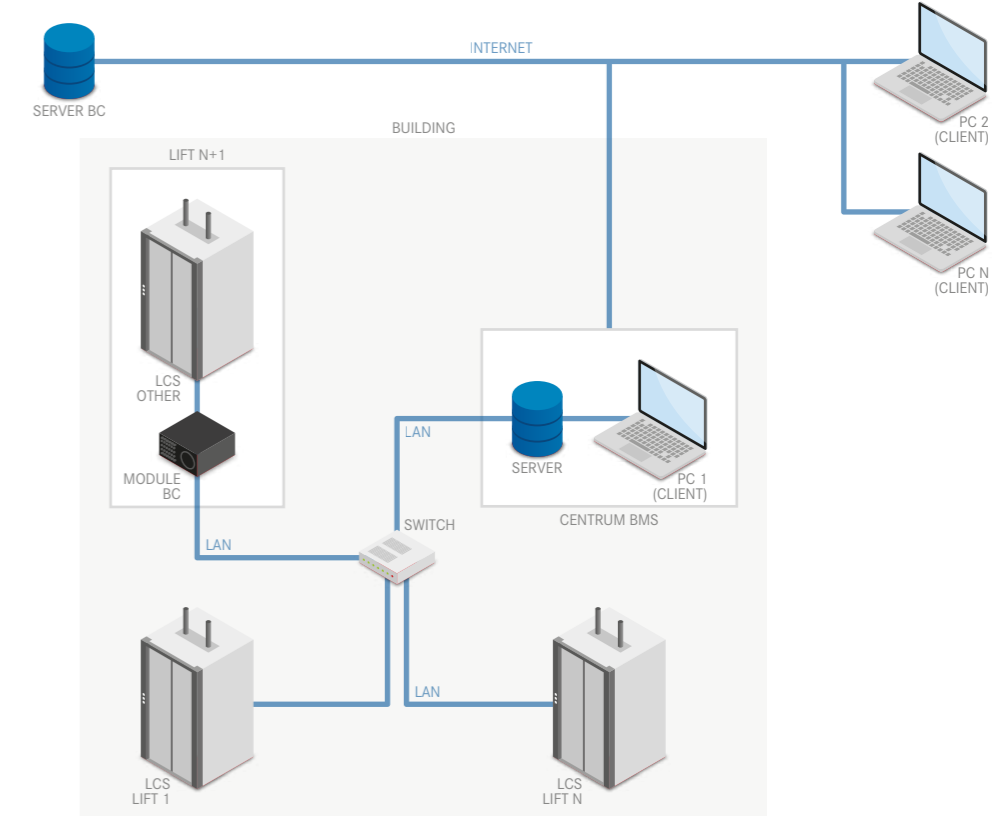 INTERNET
SERVER BC
PC 2
(CLIENT)
BUILDING
LIFT N+1
PC N
(CLIENT)
LCS
OTHER
LAN
SERVER
MODULE
BC
PC 1
(CLIENT)
CENTRUM BMS
SWITCH
LAN
LAN
LCS
LIFT 1
LCS
LIFT N